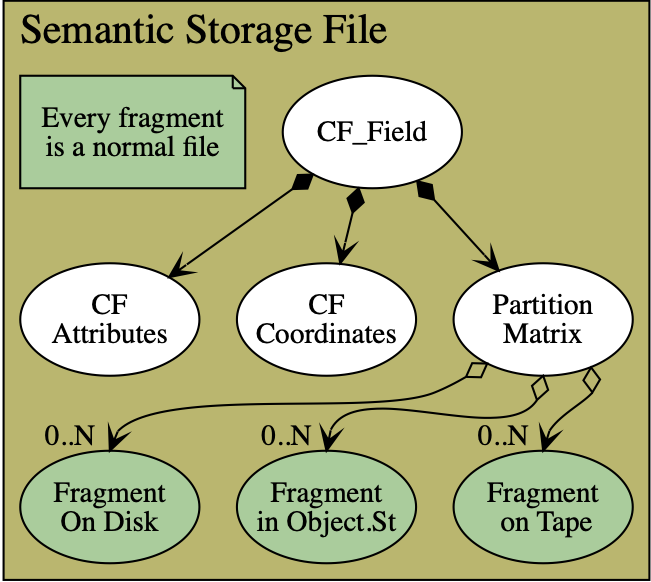 Semantic Storage File
Every fragment
is a normal file
CF_Field
CF
Attributes
CF
Coordinates
Partition
Matrix
0..N
0..N
0..N
Fragment
On Disk
Fragment
in Object.St
Fragment
on Tape